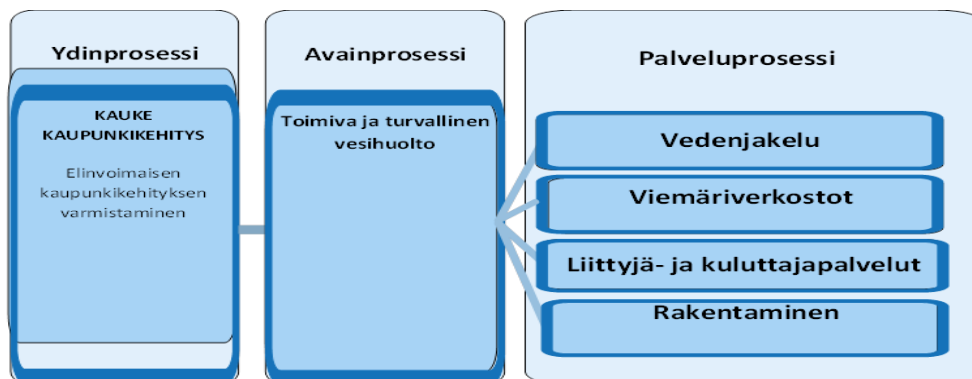 Ydinprosessi
KAUKE
KAUPUNKIKEHITYS
Elinvoimaisen
kaupunkikehityksen
varmistaminen
Avainprosessi
Toimiva ja turvallinen
vesihuolto
Palveluprosessi
Vedenjakelu
Viemäriverkostot
Liittyjä- ja kuluttajapalvelut
Rakentaminen